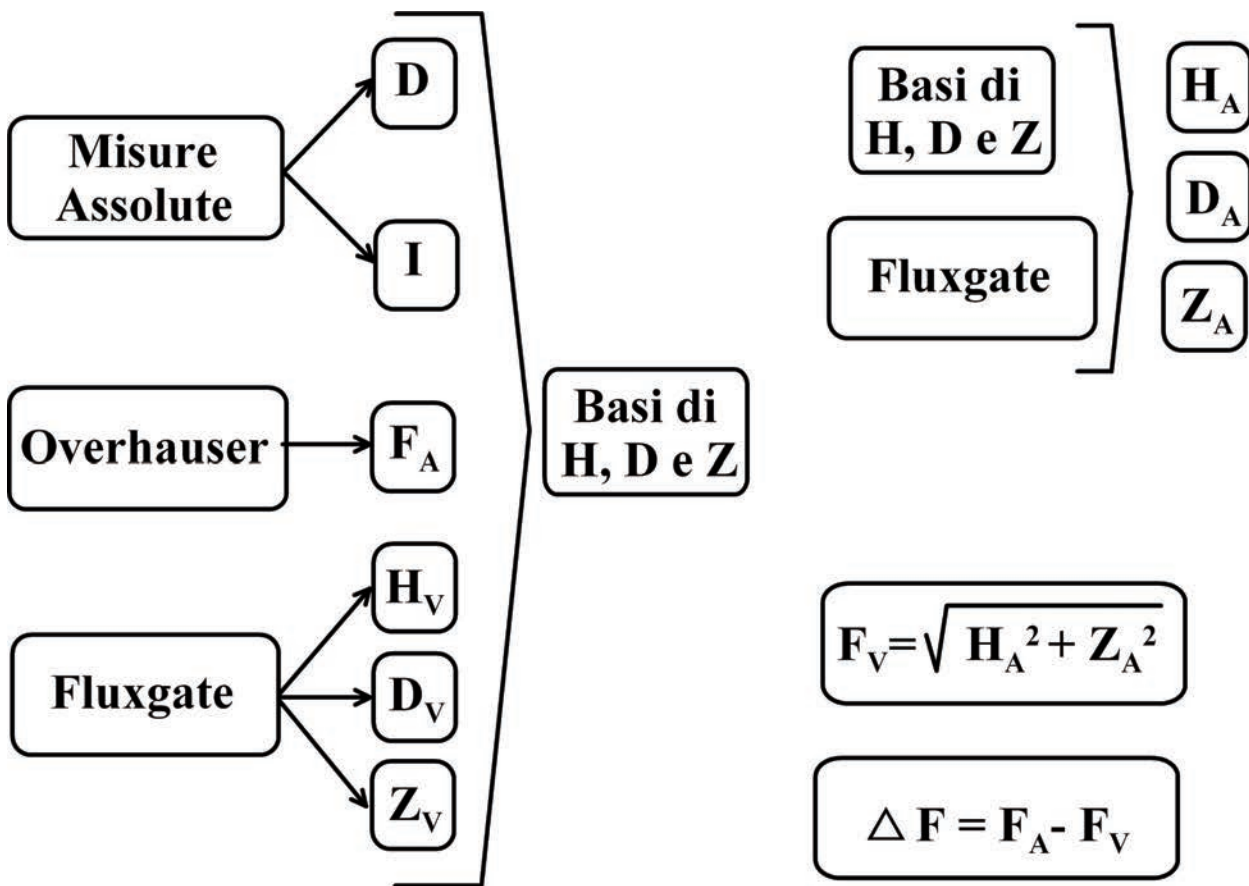 Misure
Assolute
D
I
Overhauser
F_A
Fluxgate
H_V
D_V
Z_V
Basi di
H, D e Z
Basi di
H, D e Z
Fluxgate
H_A
D_A
Z_A
F_V=√H_A² + Z_A²
△ F = F_A- F_V